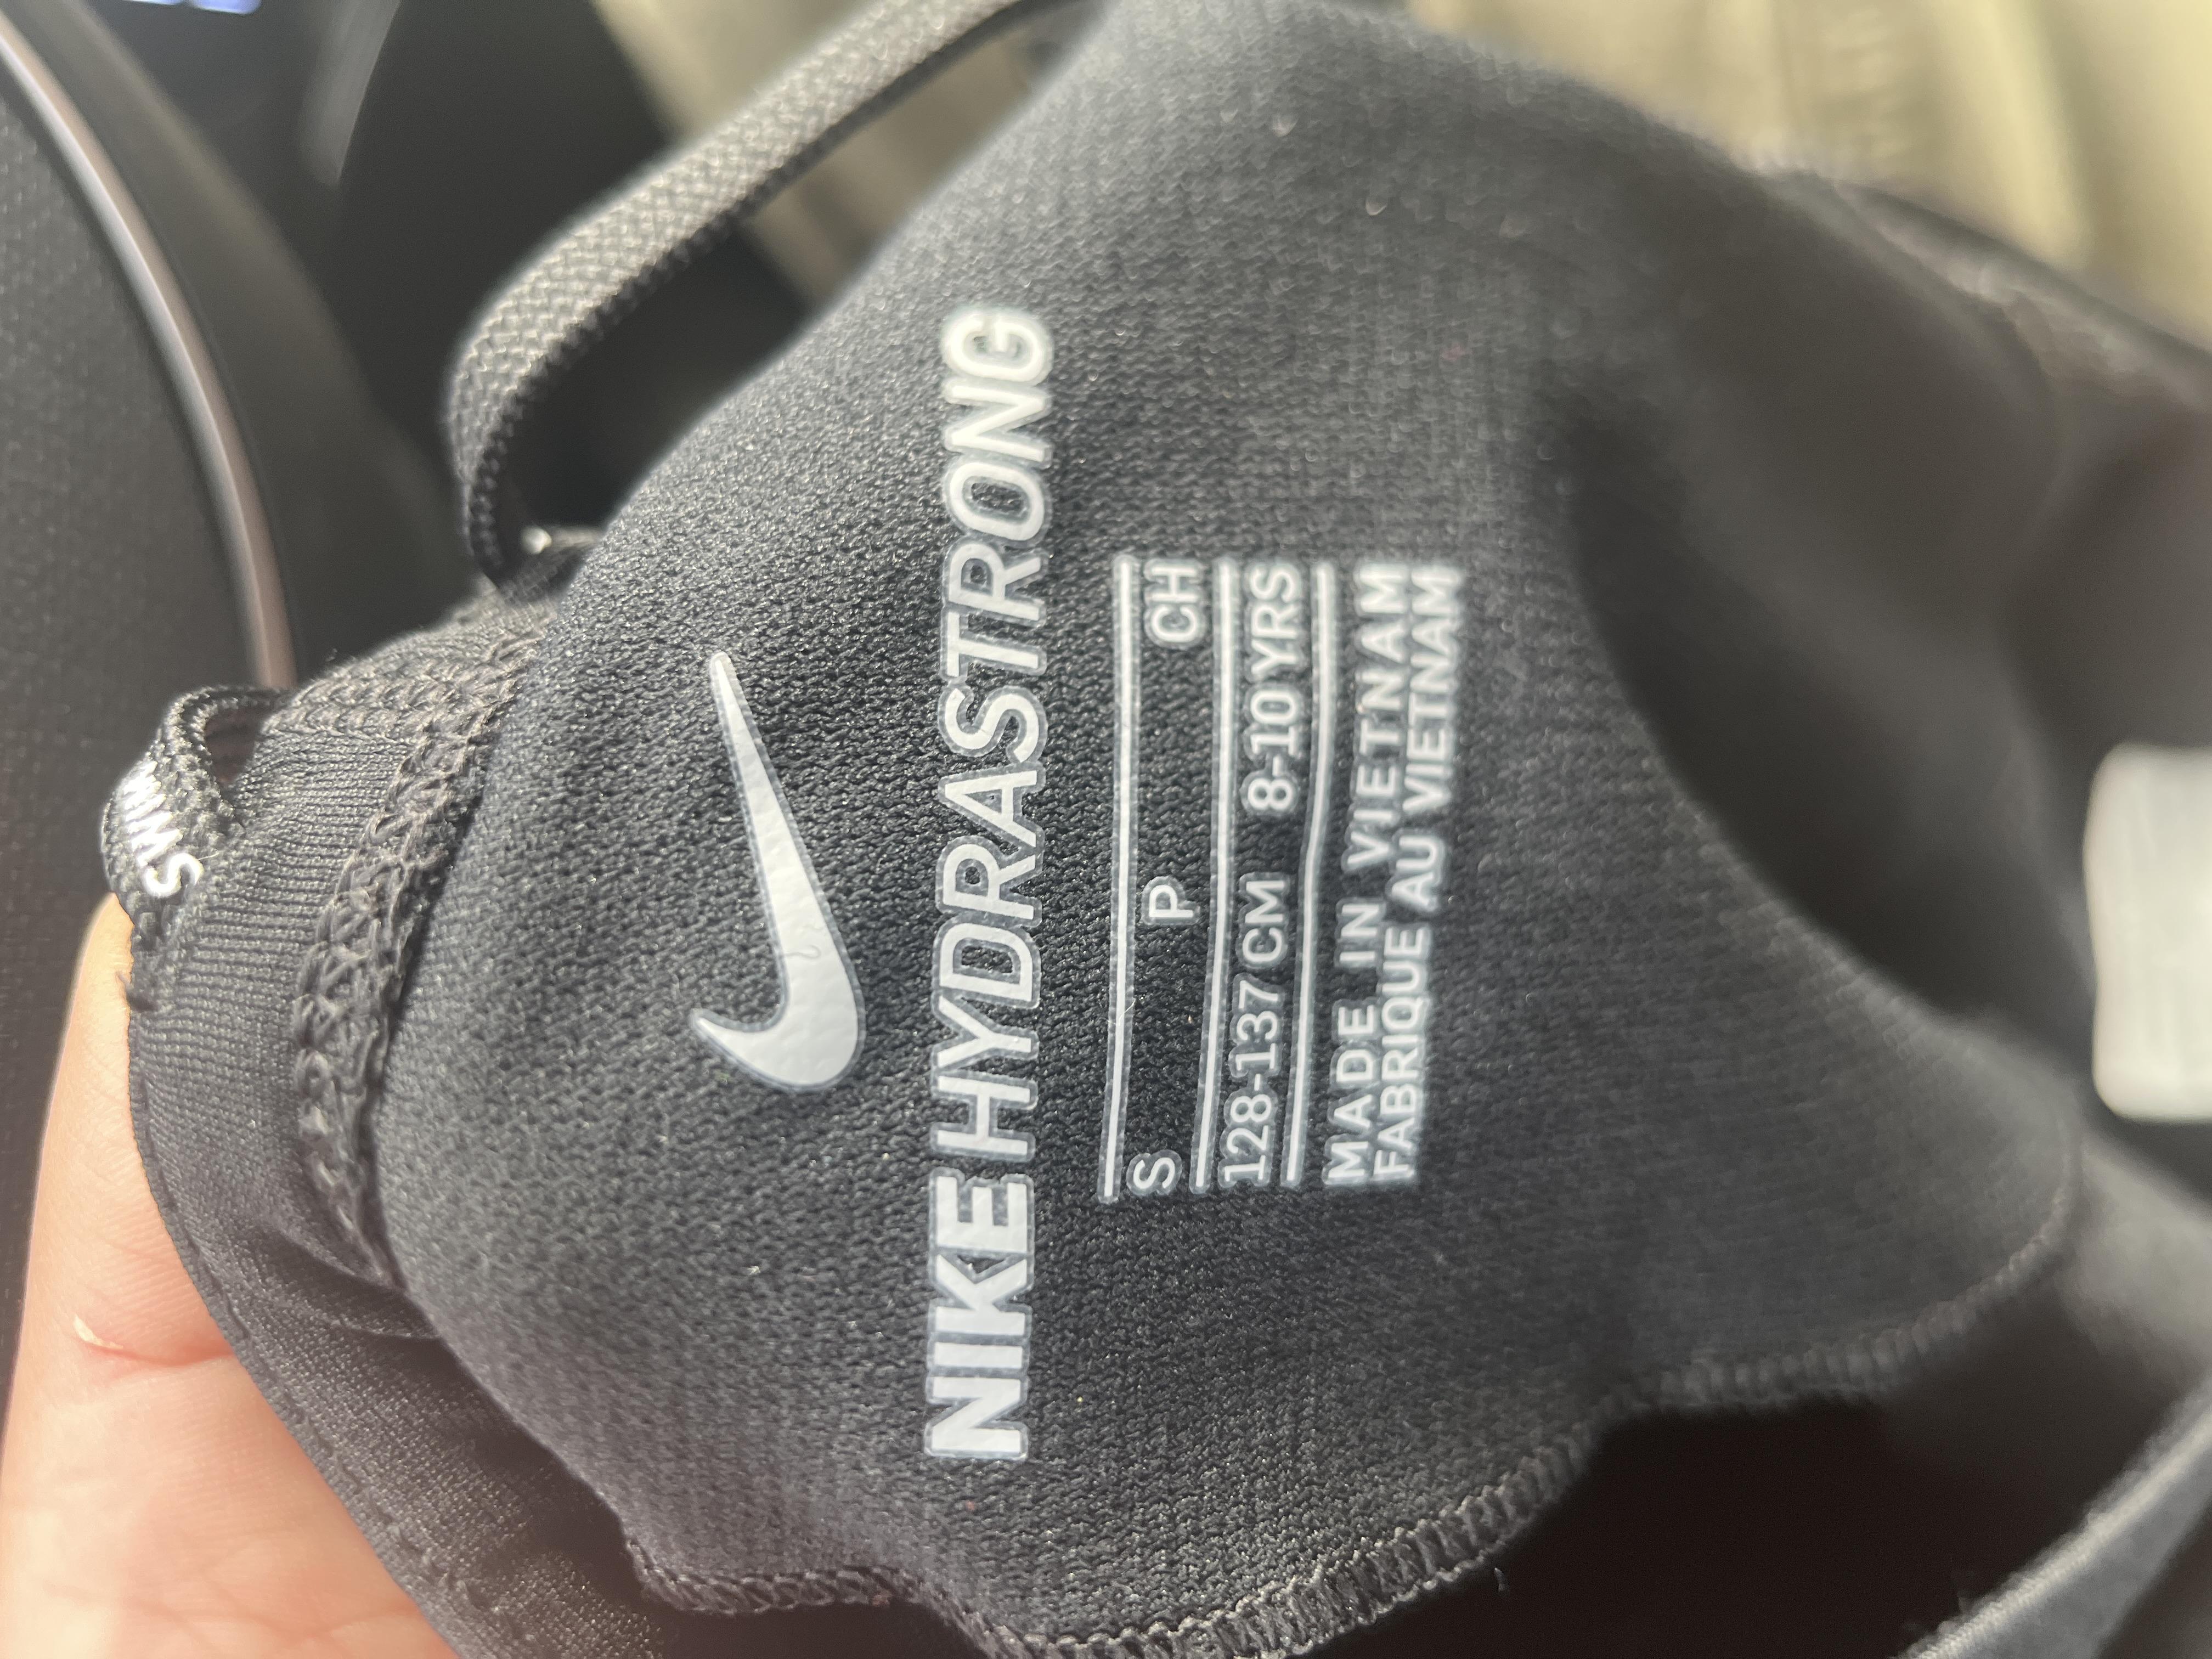 NIKE HYDRASTRONG
S P CH
128-137 CM 8-10 YRS
MADE IN VIETNAM
FABRIQUE AU VIETNAM
SWIM